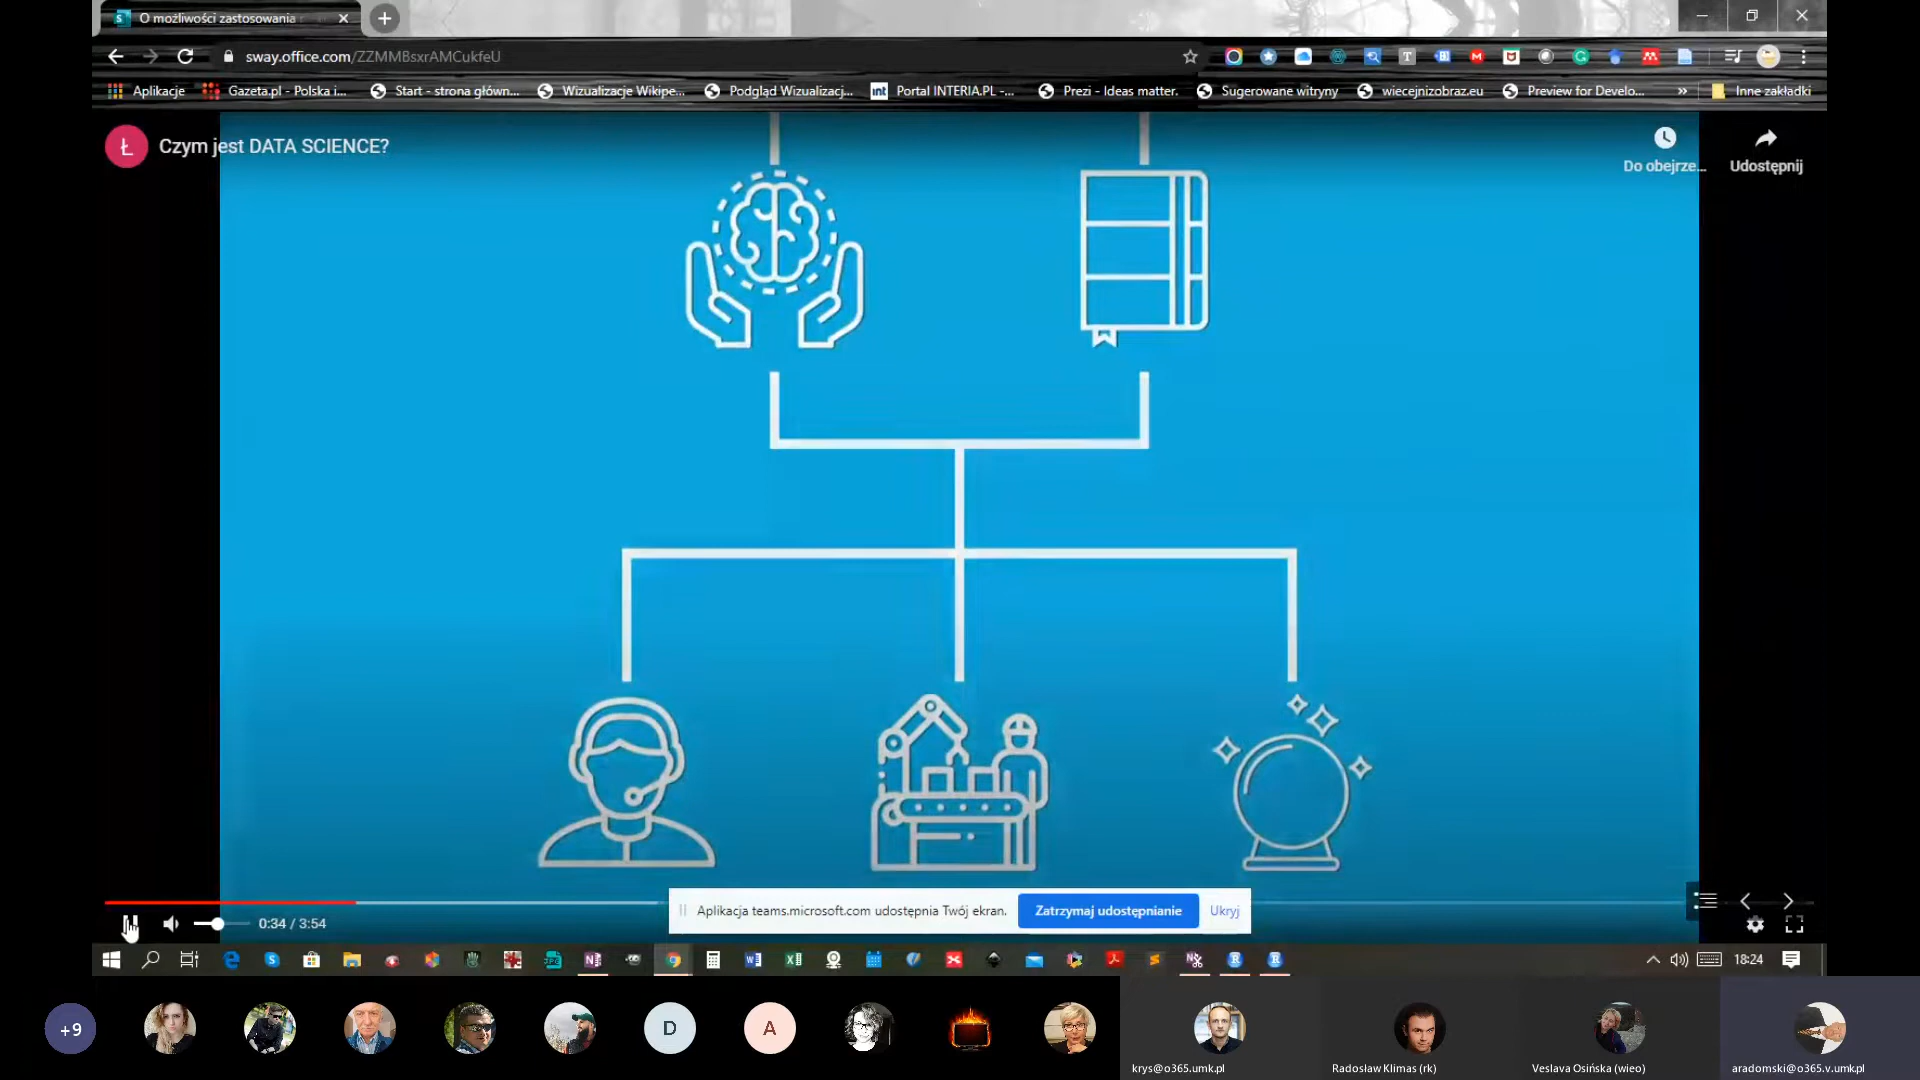 O możliwości zastosowania
sway.office.com/ZZMMBsxrAMCukfeU
Aplikacje
Gazeta.pl - Polska i...
Start - strona główn...
Wizualizacje Wikipe...
Podgląd Wizualizacj...
int
Portal INTERIA.PL -...
Prezi - Ideas matter.
Sugerowane witryny
wiecejnizobraz.eu
Preview for Develo...
»
Inne zakładki
Ł
Czym jest DATA SCIENCE?
Do obejrze...
Udostępnij
Aplikacja teams.microsoft.com udostępnia Twój ekran.
Zatrzymaj udostępnianie
Ukryj
0:34 / 3:54
18:24
+9
D
A
krys@o365.umk.pl
Radosław Klimas (rk)
Veslava Osińska (wieo)
aradomski@o365.v.umk.pl